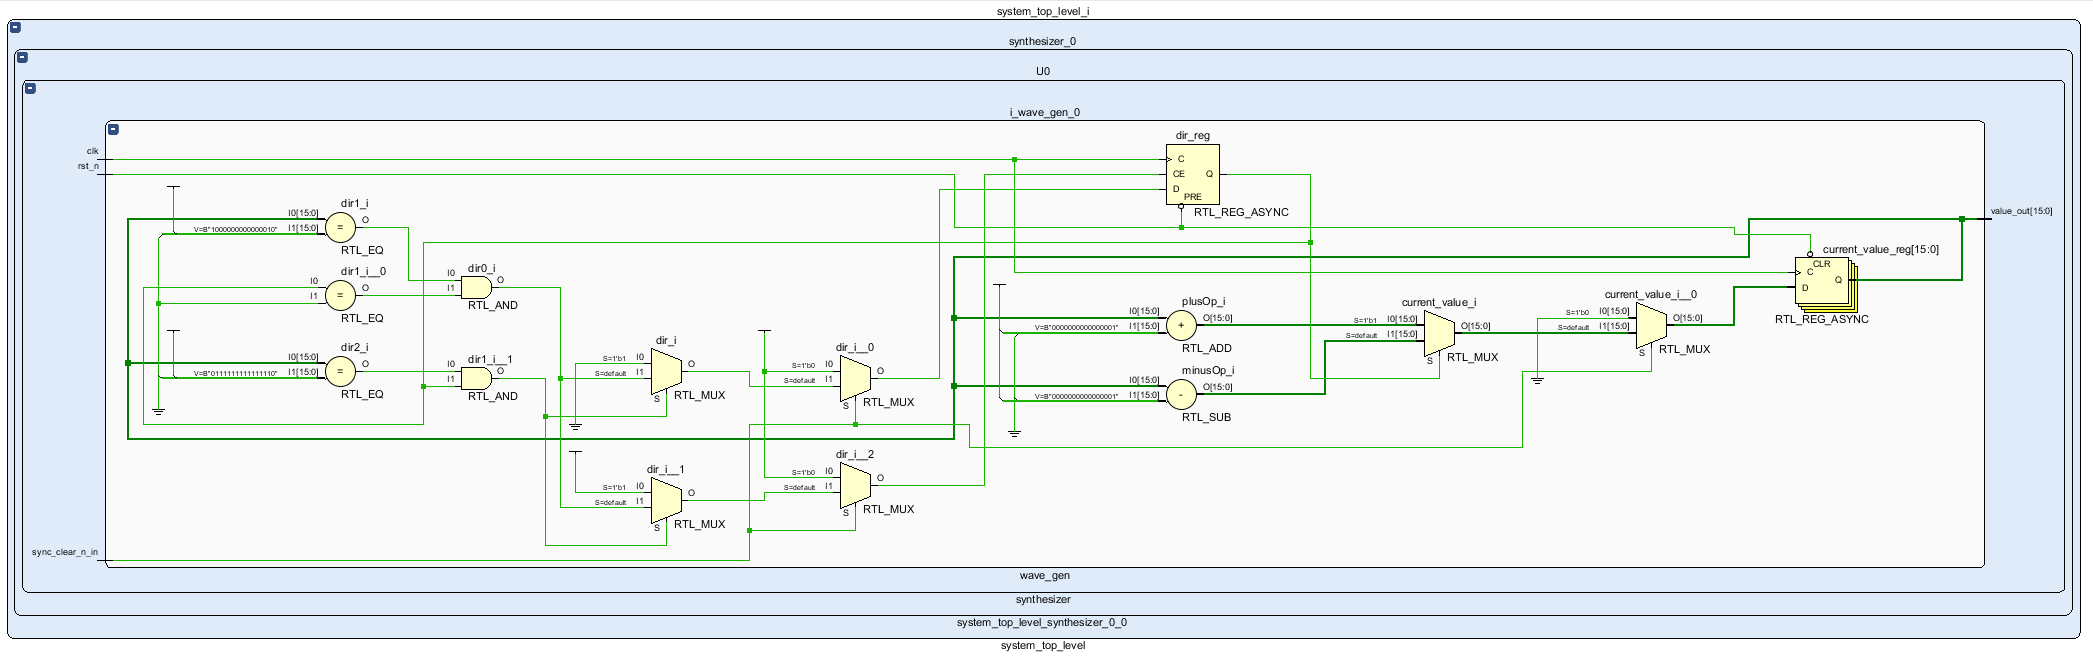 system_top_level_i
synthesizer_0
U0
i_wave_gen_0
clk
rst_n
sync_clear_n_in
value_out[15:0]
dir_reg
C
CE
D
Q
PRE
RTL_REG_ASYNC
dir1_i
I0[15:0]
V=B"1000000000000010"
I1[15:0]
=
O
RTL_EQ
dir1_i__0
I0
I1
=
O
RTL_EQ
dir2_i
I0[15:0]
V=B"0111111111111110"
I1[15:0]
=
O
RTL_EQ
dir0_i
I0
I1
O
RTL_AND
dir1_i__1
I0
I1
O
RTL_AND
dir_i
S=1'b1
I0
S=default
I1
O
S
RTL_MUX
dir_i__0
S=1'b0
I0
S=default
I1
O
S
RTL_MUX
dir_i__1
S=1'b1
I0
S=default
I1
O
S
RTL_MUX
dir_i__2
S=1'b0
I0
S=default
I1
O
S
RTL_MUX
plusOp_i
I0[15:0]
V=B"0000000000000001"
I1[15:0]
+
O[15:0]
RTL_ADD
minusOp_i
I0[15:0]
V=B"0000000000000001"
I1[15:0]
-
O[15:0]
RTL_SUB
current_value_i
S=1'b1
I0[15:0]
S=default
I1[15:0]
O[15:0]
S
RTL_MUX
current_value_i__0
S=1'b0
I0[15:0]
S=default
I1[15:0]
O[15:0]
S
RTL_MUX
current_value_reg[15:0]
CLR
C
D
Q
RTL_REG_ASYNC
wave_gen
synthesizer
system_top_level_synthesizer_0_0
system_top_level